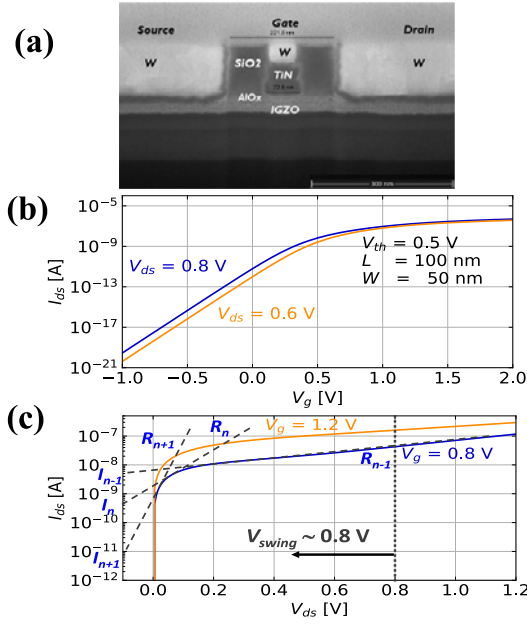 (a)
Source Gate Drain
221.6 nm
W SiO2 W W
TiN
AlOx
IGZO
(b)
10⁻⁵
10⁻⁹
10⁻¹³
10⁻¹⁷
10⁻²¹
I_ds [A]
V_ds = 0.8 V
V_ds = 0.6 V
V_th = 0.5 V
L = 100 nm
W = 50 nm
−1.0 −0.5 0.0 0.5 1.0 1.5 2.0
V_g [V]
(c)
10⁻⁷
10⁻⁸
10⁻⁹
10⁻¹⁰
10⁻¹¹
10⁻¹²
I_ds [A]
R_n+1
R_n
V_g = 1.2 V
R_n-1
V_g = 0.8 V
I_n-1
I_n
I_n+1
V_swing ~ 0.8 V
0.0 0.2 0.4 0.6 0.8 1.0 1.2
V_ds [V]